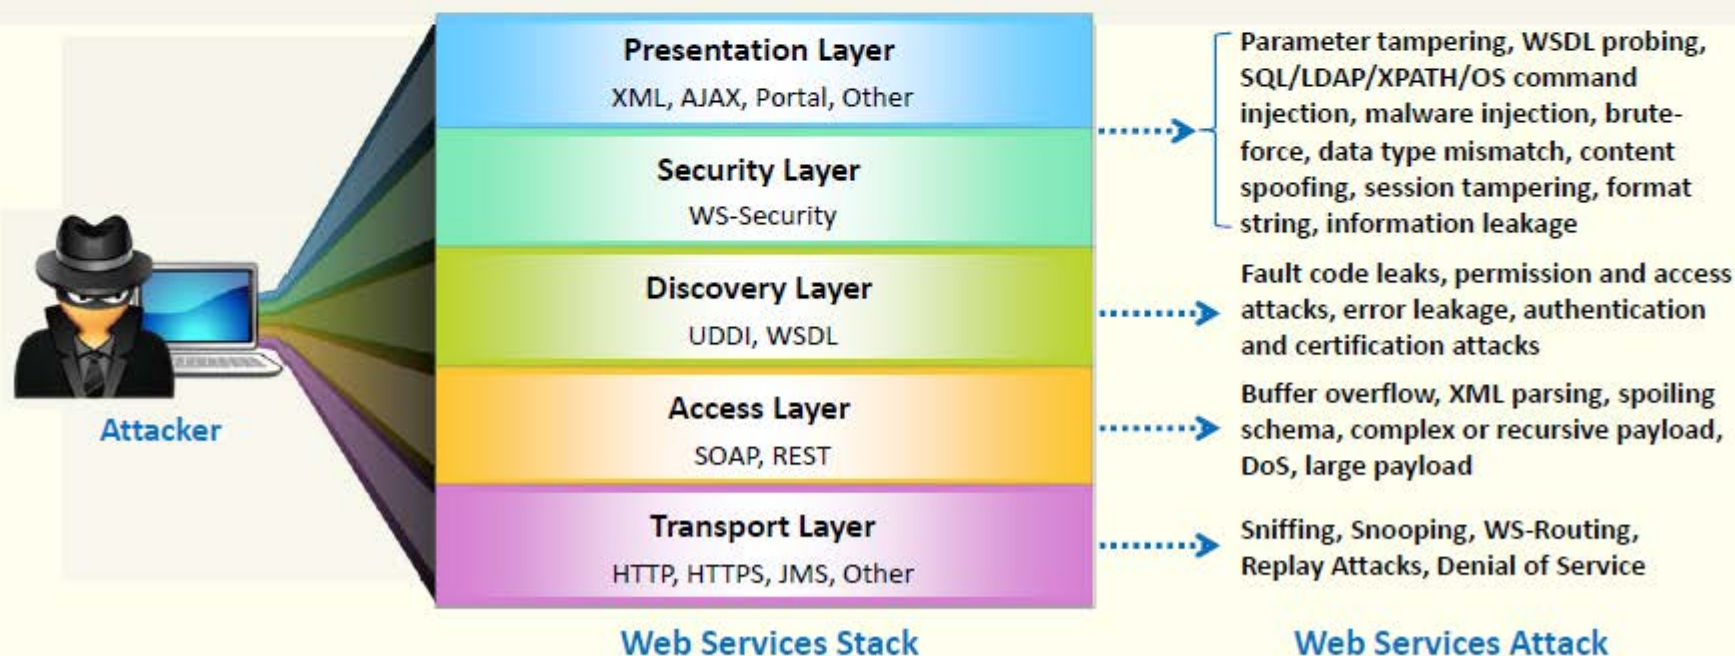 Presentation Layer
XML, AJAX, Portal, Other
Security Layer
WS-Security
Discovery Layer
UDDI, WSDL
Access Layer
SOAP, REST
Transport Layer
HTTP, HTTPS, JMS, Other
Web Services Stack
Attacker
Parameter tampering, WSDL probing,
SQL/LDAP/XPATH/OS command
injection, malware injection, brute-
force, data type mismatch, content
spoofing, session tampering, format
string, information leakage
Fault code leaks, permission and access
attacks, error leakage, authentication
and certification attacks
Buffer overflow, XML parsing, spoiling
schema, complex or recursive payload,
DoS, large payload
Sniffing, Snooping, WS-Routing,
Replay Attacks, Denial of Service
Web Services Attack